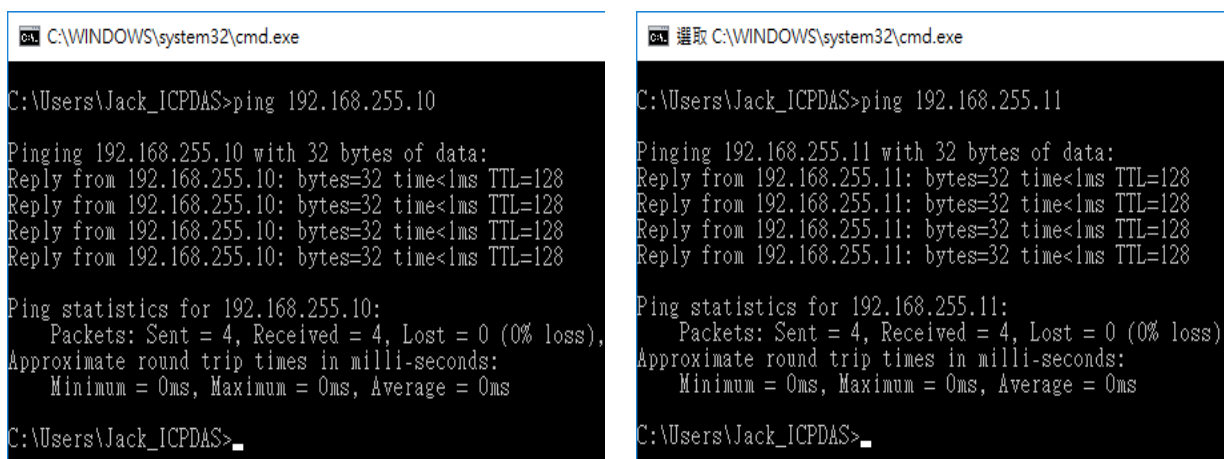 C:\WINDOWS\system32\cmd.exe
C:\Users\Jack_ICPDAS>ping 192.168.255.10
Pinging 192.168.255.10 with 32 bytes of data:
Reply from 192.168.255.10: bytes=32 time<1ms TTL=128
Reply from 192.168.255.10: bytes=32 time<1ms TTL=128
Reply from 192.168.255.10: bytes=32 time<1ms TTL=128
Reply from 192.168.255.10: bytes=32 time<1ms TTL=128
Ping statistics for 192.168.255.10:
Packets: Sent = 4, Received = 4, Lost = 0 (0% loss),
Approximate round trip times in milli-seconds:
Minimum = 0ms, Maximum = 0ms, Average = 0ms
C:\Users\Jack_ICPDAS>
選取 C:\WINDOWS\system32\cmd.exe
C:\Users\Jack_ICPDAS>ping 192.168.255.11
Pinging 192.168.255.11 with 32 bytes of data:
Reply from 192.168.255.11: bytes=32 time<1ms TTL=128
Reply from 192.168.255.11: bytes=32 time<1ms TTL=128
Reply from 192.168.255.11: bytes=32 time<1ms TTL=128
Reply from 192.168.255.11: bytes=32 time<1ms TTL=128
Ping statistics for 192.168.255.11:
Packets: Sent = 4, Received = 4, Lost = 0 (0% loss)
Approximate round trip times in milli-seconds:
Minimum = 0ms, Maximum = 0ms, Average = 0ms
C:\Users\Jack_ICPDAS>